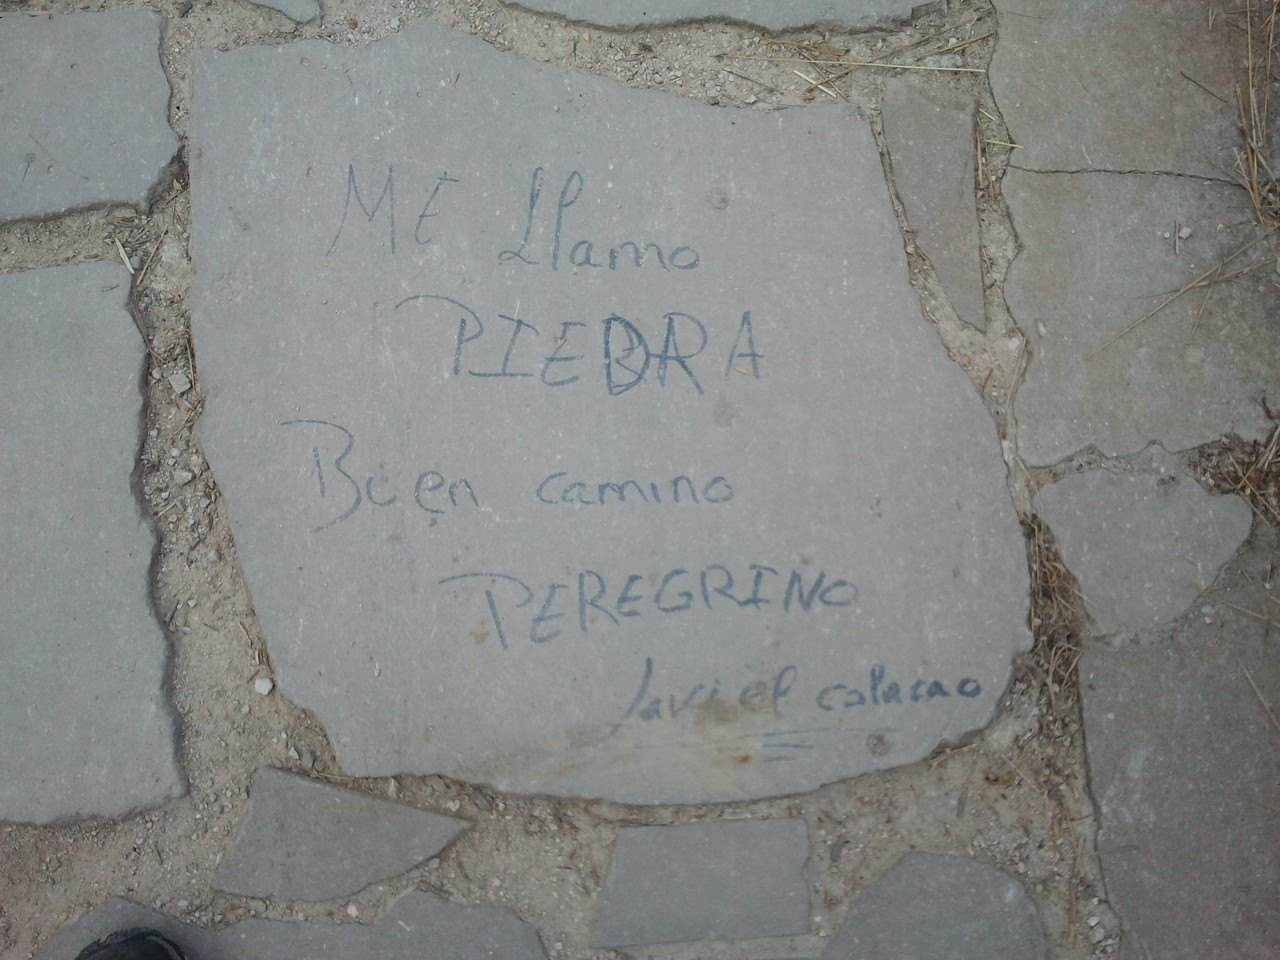 ME Llamo
PIEDRA
Buen camino
PEREGRINO
Javi el colacao